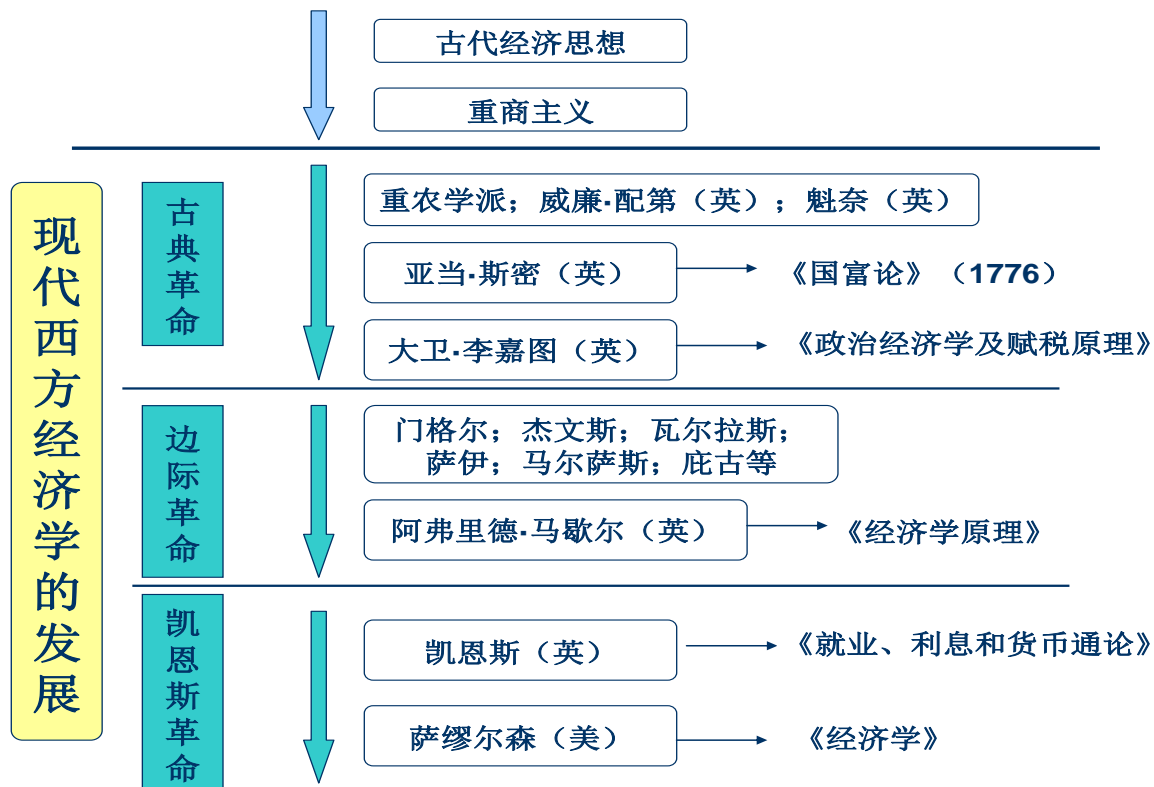 古代经济思想
重商主义
现代西方经济学的发展
古典革命
重农学派；威廉·配第（英）；魁奈（英）
亚当·斯密（英）
《国富论》（1776）
大卫·李嘉图（英）
《政治经济学及赋税原理》
边际革命
门格尔；杰文斯；瓦尔拉斯；
萨伊；马尔萨斯；庇古等
阿弗里德·马歇尔（英）
《经济学原理》
凯恩斯革命
凯恩斯（英）
《就业、利息和货币通论》
萨缪尔森（美）
《经济学》